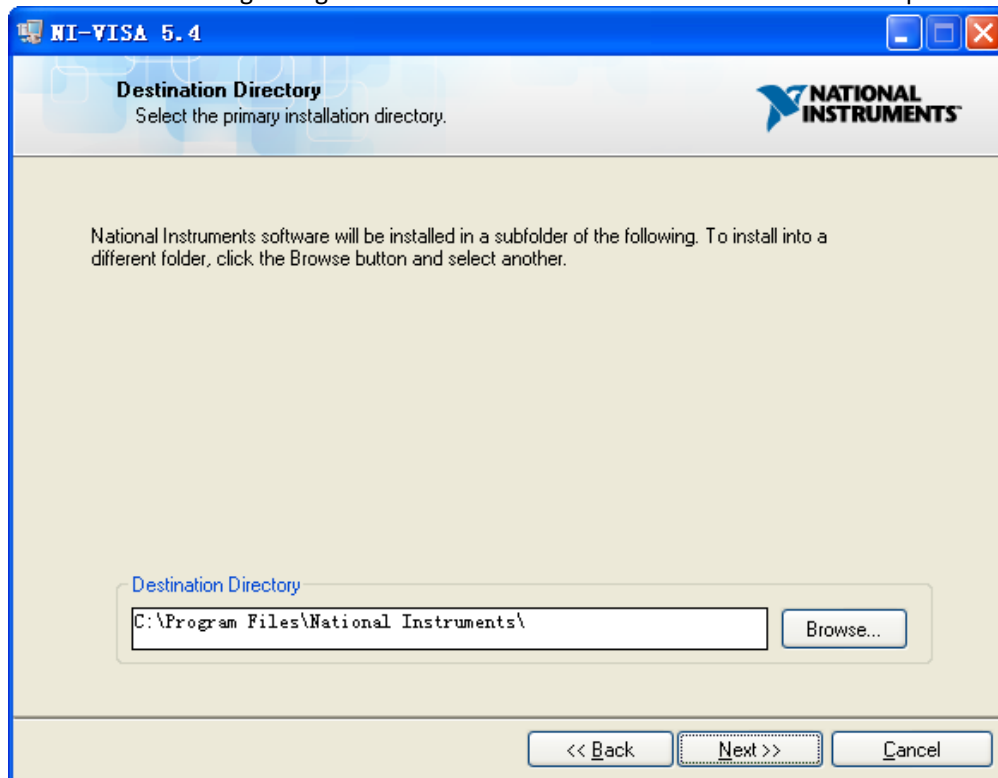 NI-VISA 5.4
Destination Directory
Select the primary installation directory.
NATIONAL
INSTRUMENTS™
National Instruments software will be installed in a subfolder of the following. To install into a
different folder, click the Browse button and select another.
Destination Directory
C:\Program Files\National Instruments\
Browse...
<< Back
Next >>
Cancel